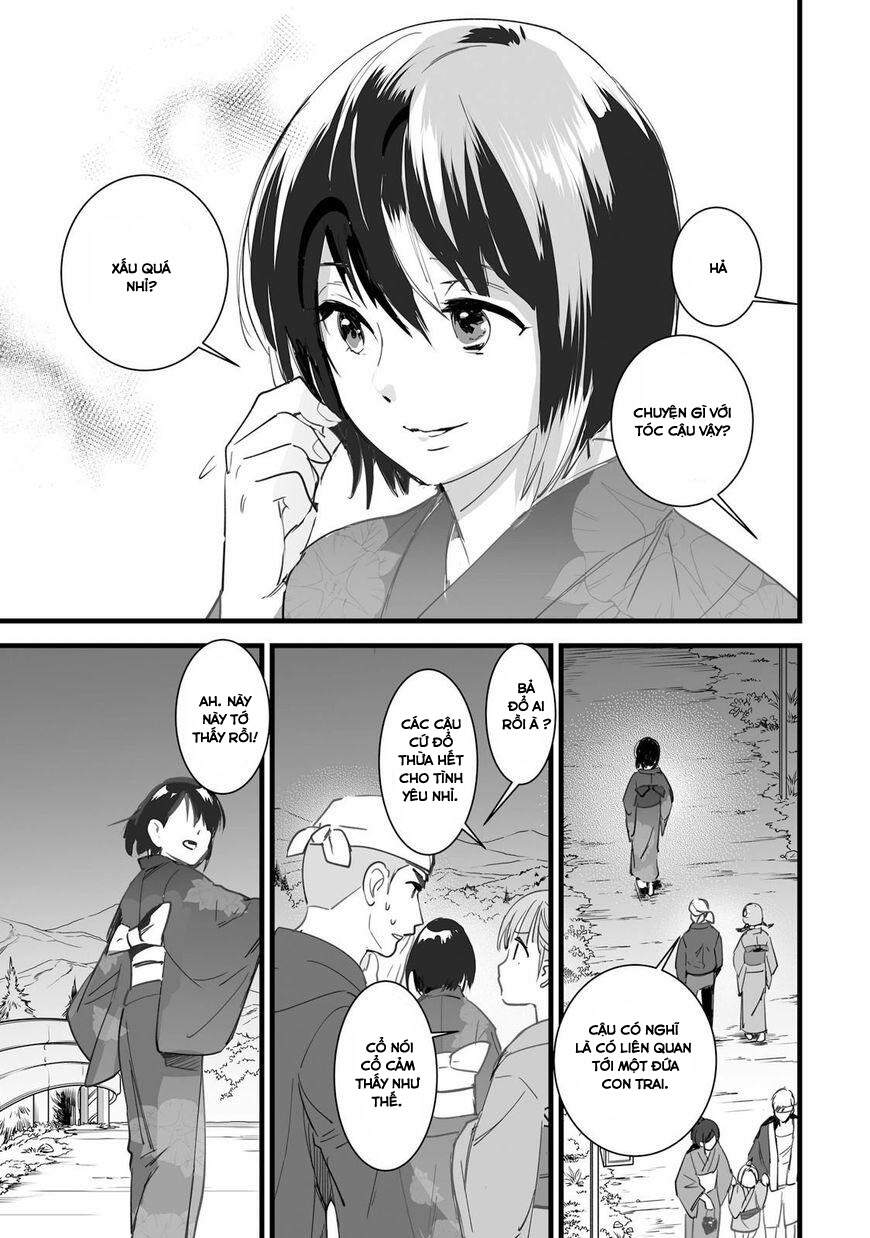 HẢ
CHUYỆN GÌ VỚI
TÓC CẬU VẬY?
XẤU QUÁ
NHỈ?
CẬU CÓ NGHĨ
LÀ CÓ LIÊN QUAN
TỚI MỘT ĐỨA
CON TRAI.
BẢ
ĐỔ AI
RỒI À ?
CÁC CẬU
CỨ ĐỔ
THỪA HẾT
CHO TÌNH
YÊU NHỈ.
CỔ NÓI
CỔ CẢM
THẤY NHƯ
THẾ.
AH. NÀY
NÀY TỚ
THẤY RỒI!